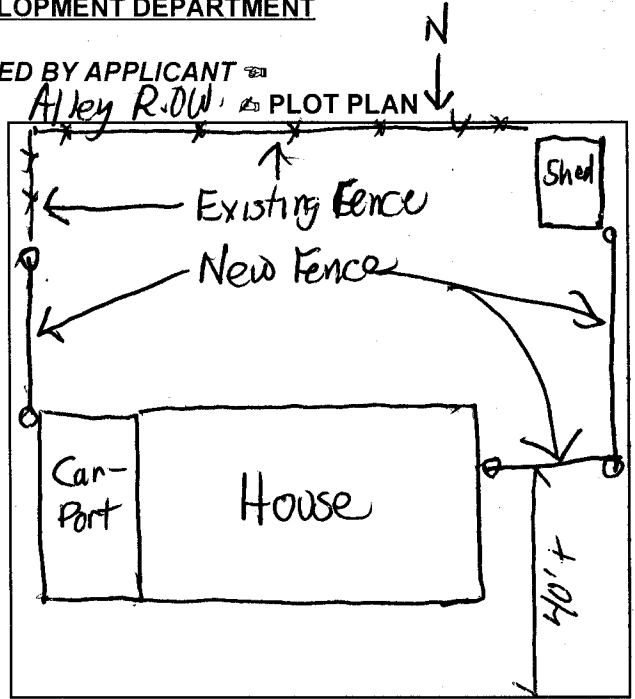 LOPMENT DEPARTMENT
N
ED BY APPLICANT
Alley R.O.W. PLOT PLAN
Shed
Existing Fence
New Fence
Car-
Port
House
40' +